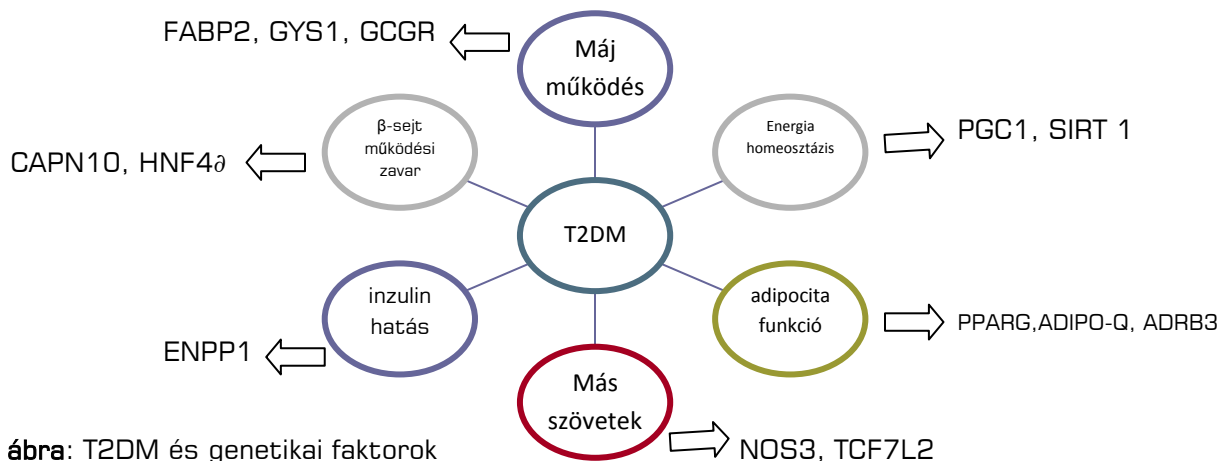 FABP2, GYS1, GCGR
Máj
működés
β-sejt
működési
zavar
Energia
homeosztázis
PGC1, SIRT 1
CAPN10, HNF4∂
T2DM
inzulin
hatás
adipocita
funkció
PPARG,ADIPO-Q, ADRB3
ENPP1
Más
szövetek
ábra: T2DM és genetikai faktorok
NOS3, TCF7L2